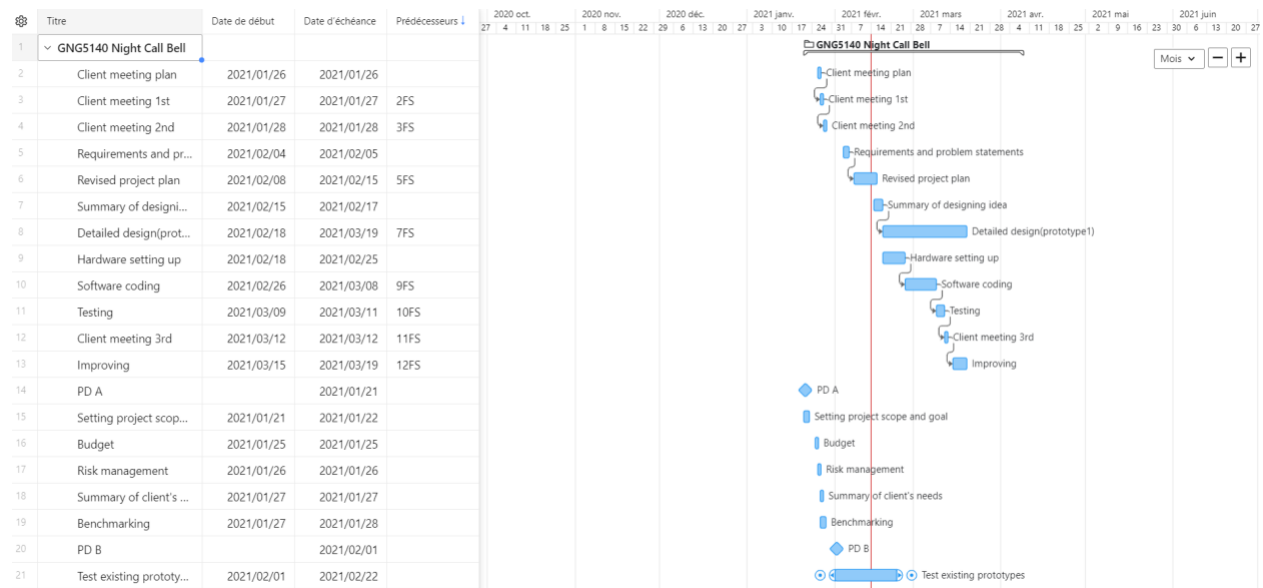 Titre Date de début Date d'échéance Prédécesseurs↓ 2020 oct. 2020 nov. 2020 déc. 2021 janv. 2021 févr. 2021 mars 2021 avr. 2021 mai 2021 juin
27 4 11 18 25 1 8 15 22 29 6 13 20 27 3 10 17 24 31 7 14 21 28 7 14 21 28 4 11 18 25 2 9 16 23 30 6 13 20 27
1 GNG5140 Night Call Bell GNG5140 Night Call Bell
Mois
2 Client meeting plan 2021/01/26 2021/01/26 Client meeting plan
3 Client meeting 1st 2021/01/27 2021/01/27 2FS Client meeting 1st
4 Client meeting 2nd 2021/01/28 2021/01/28 3FS Client meeting 2nd
5 Requirements and pr... 2021/02/04 2021/02/05 Requirements and problem statements
6 Revised project plan 2021/02/08 2021/02/15 5FS Revised project plan
7 Summary of designi... 2021/02/15 2021/02/17 Summary of designing idea
8 Detailed design(prot... 2021/02/18 2021/03/19 7FS Detailed design(prototype1)
9 Hardware setting up 2021/02/18 2021/02/25 Hardware setting up
10 Software coding 2021/02/26 2021/03/08 9FS Software coding
11 Testing 2021/03/09 2021/03/11 10FS Testing
12 Client meeting 3rd 2021/03/12 2021/03/12 11FS Client meeting 3rd
13 Improving 2021/03/15 2021/03/19 12FS Improving
14 PD A 2021/01/21 PD A
15 Setting project scop... 2021/01/21 2021/01/22 Setting project scope and goal
16 Budget 2021/01/25 2021/01/25 Budget
17 Risk management 2021/01/26 2021/01/26 Risk management
18 Summary of client's ... 2021/01/27 2021/01/27 Summary of client's needs
19 Benchmarking 2021/01/27 2021/01/28 Benchmarking
20 PD B 2021/02/01 PD B
21 Test existing prototy... 2021/02/01 2021/02/22 Test existing prototypes